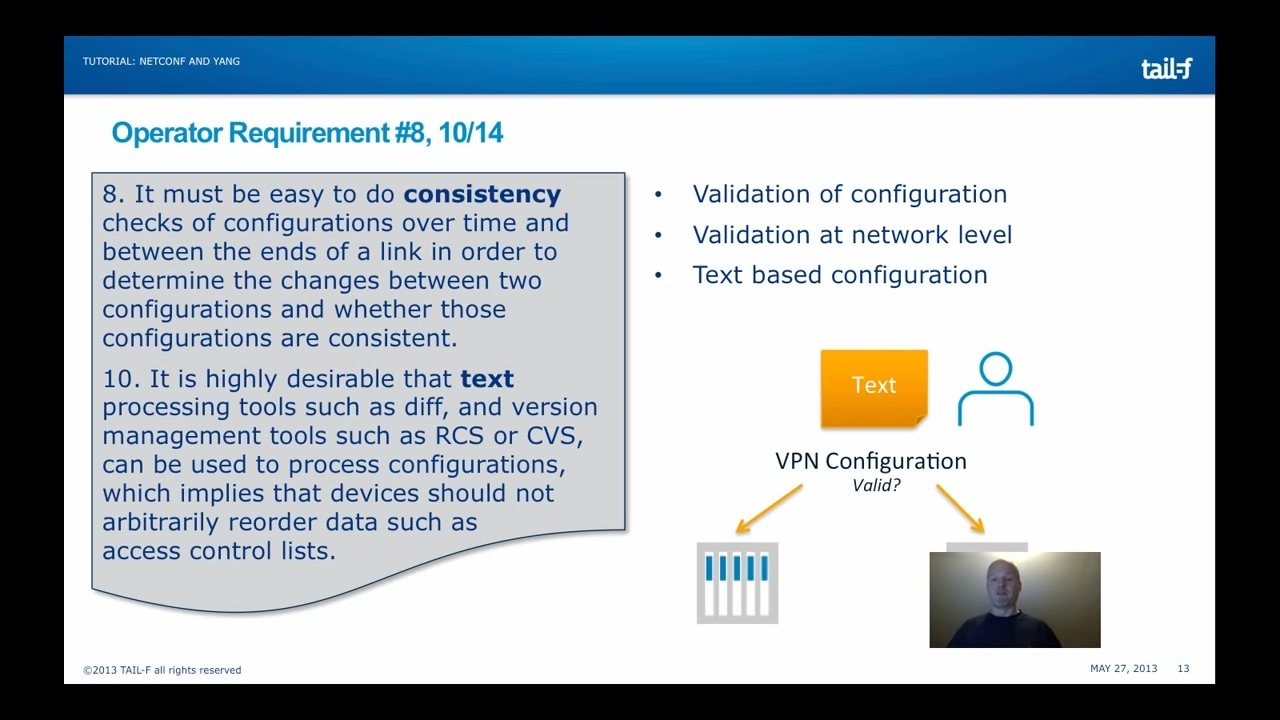 TUTORIAL: NETCONF AND YANG
tail-f
Operator Requirement #8, 10/14
8. It must be easy to do consistency
checks of configurations over time and
between the ends of a link in order to
determine the changes between two
configurations and whether those
configurations are consistent.
10. It is highly desirable that text
processing tools such as diff, and version
management tools such as RCS or CVS,
can be used to process configurations,
which implies that devices should not
arbitrarily reorder data such as
access control lists.
• Validation of configuration
• Validation at network level
• Text based configuration
Text
VPN Configuration
Valid?
©2013 TAIL-F all rights reserved
MAY 27, 2013 13